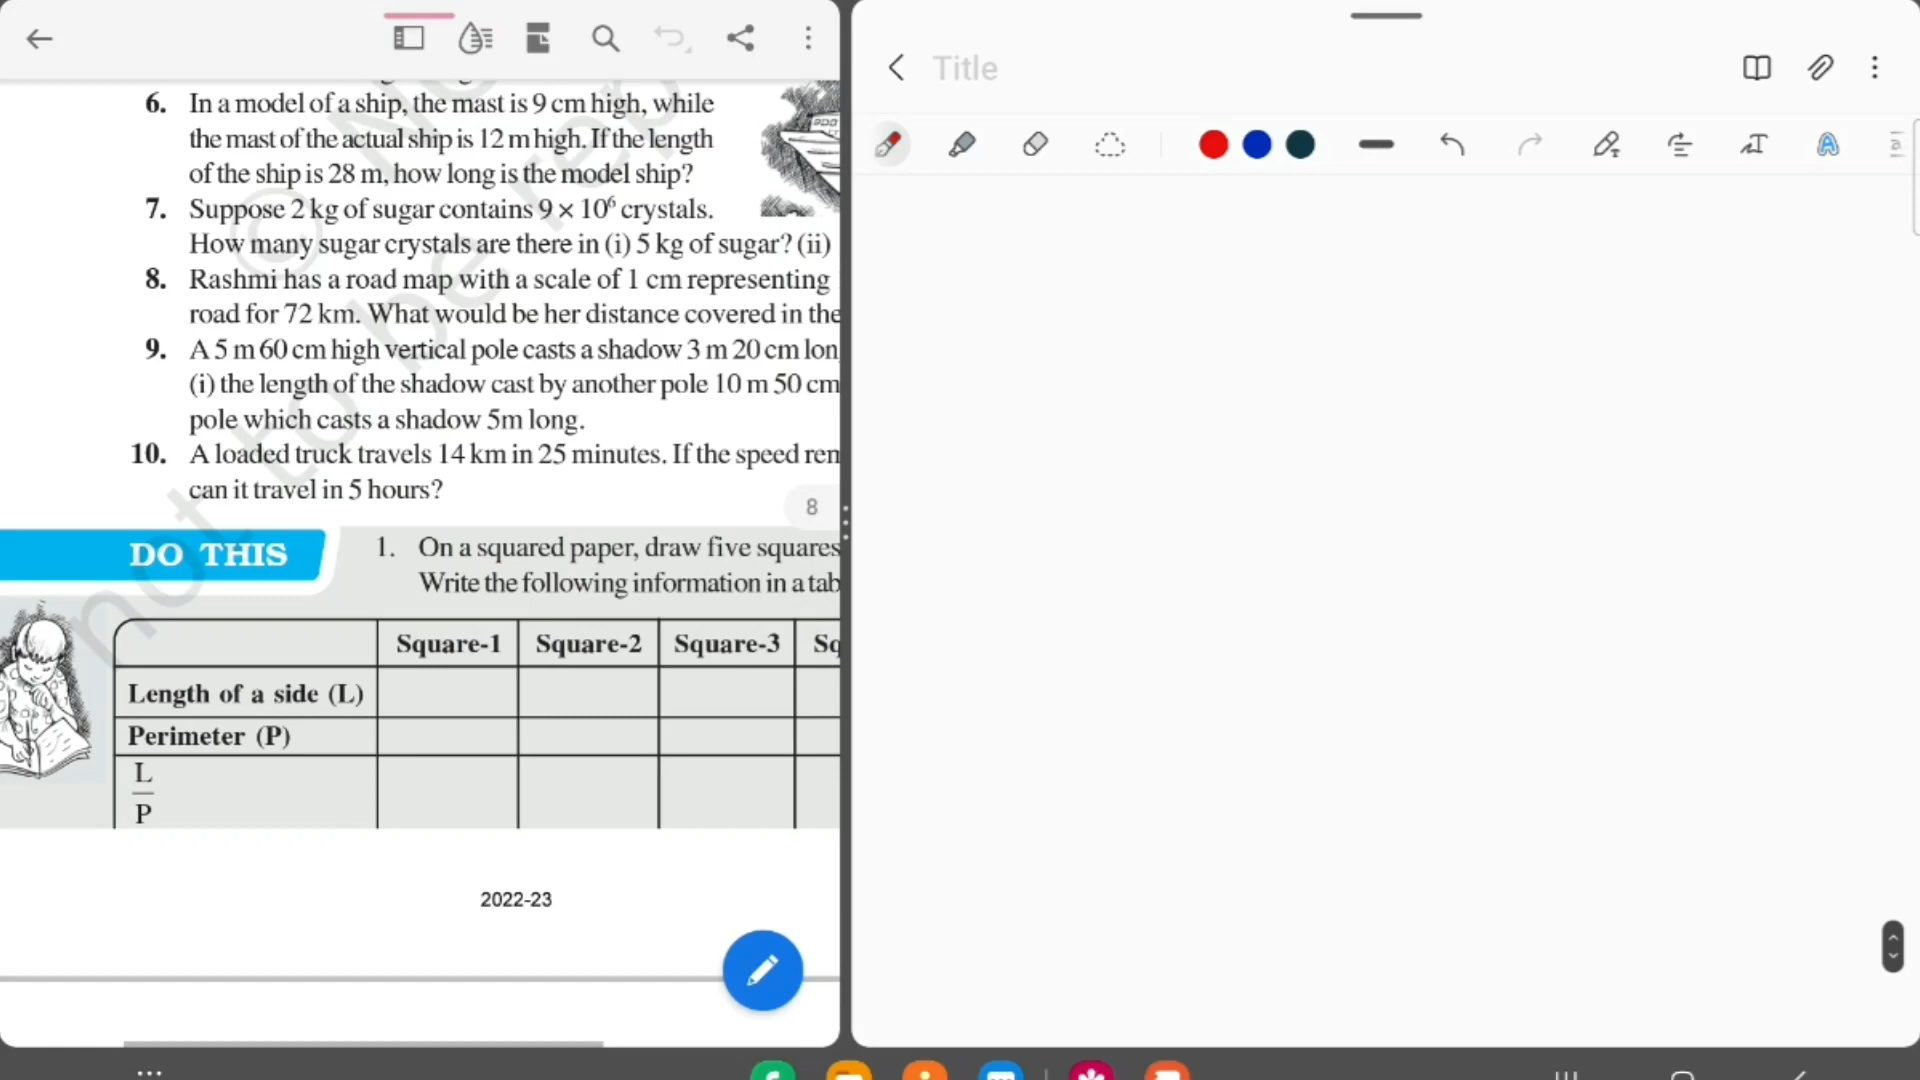 Title
6. In a model of a ship, the mast is 9 cm high, while
the mast of the actual ship is 12 m high. If the length
of the ship is 28 m, how long is the model ship?
7. Suppose 2 kg of sugar contains 9 × 10⁶ crystals.
How many sugar crystals are there in (i) 5 kg of sugar? (ii)
8. Rashmi has a road map with a scale of 1 cm representing
road for 72 km. What would be her distance covered in the
9. A 5 m 60 cm high vertical pole casts a shadow 3 m 20 cm lon
(i) the length of the shadow cast by another pole 10 m 50 cm
pole which casts a shadow 5m long.
10. A loaded truck travels 14 km in 25 minutes. If the speed rem
can it travel in 5 hours?
8
DO THIS
1. On a squared paper, draw five squares
Write the following information in a tab
Square-1 Square-2 Square-3 Sq
Length of a side (L)
Perimeter (P)
L
P
2022-23
© N
not to be rep